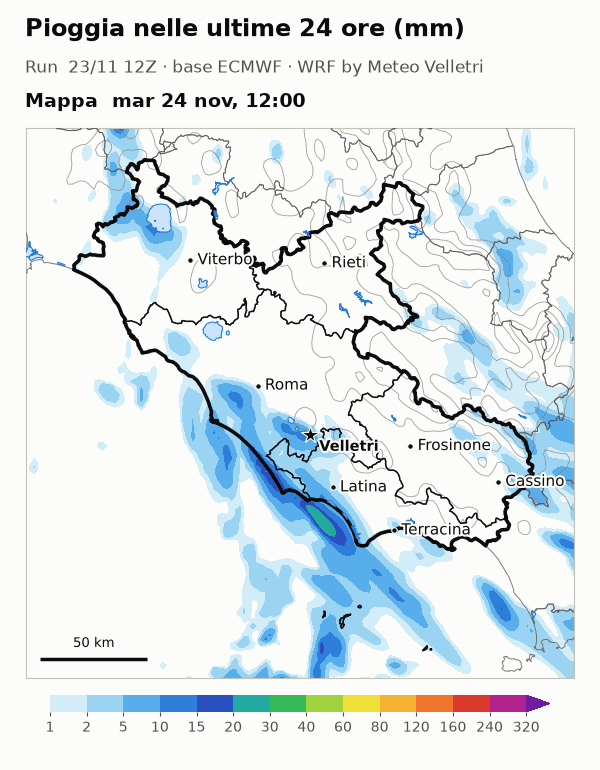 Pioggia nelle ultime 24 ore (mm)
Run  23/11 12Z · base ECMWF · WRF by Meteo Velletri
Mappa  mar 24 nov, 12:00
Viterbo
Rieti
Roma
Velletri
Frosinone
Latina
Cassino
Terracina
50 km
1 2 5 10 15 20 30 40 60 80 120 160 240 320